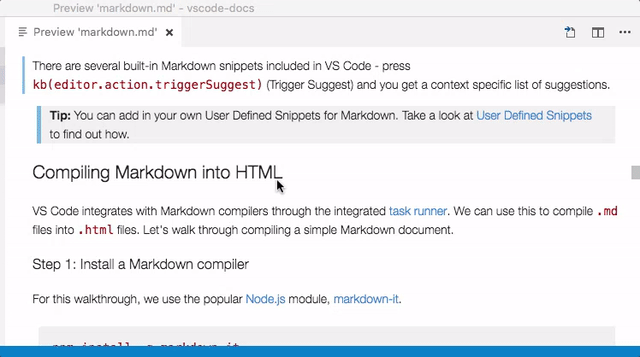 Preview 'markdown.md' - vscode-docs
Preview 'markdown.md'
There are several built-in Markdown snippets included in VS Code - press
kb(editor.action.triggerSuggest) (Trigger Suggest) and you get a context specific list of suggestions.
Tip: You can add in your own User Defined Snippets for Markdown. Take a look at User Defined Snippets
to find out how.
Compiling Markdown into HTML
VS Code integrates with Markdown compilers through the integrated task runner. We can use this to compile .md
files into .html files. Let's walk through compiling a simple Markdown document.
Step 1: Install a Markdown compiler
For this walkthrough, we use the popular Node.js module, markdown-it.
npm install -g markdown-it